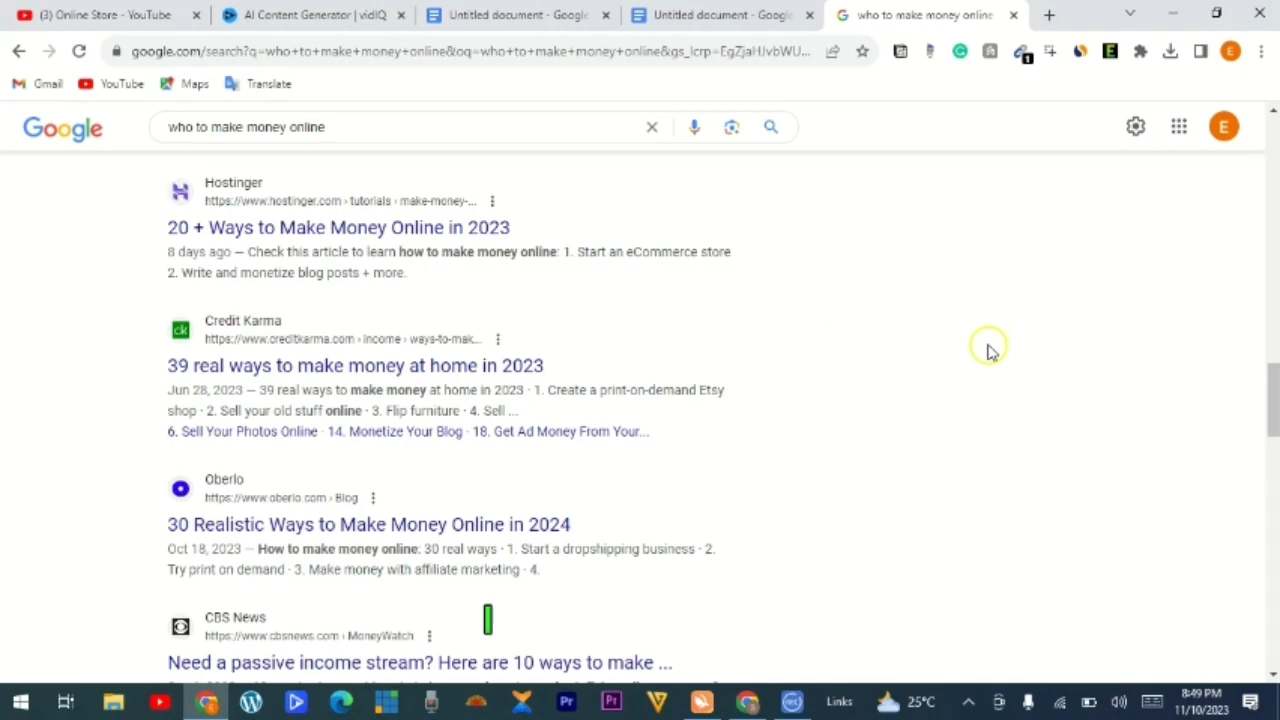 (3) Online Store - YouTube
AI Content Generator | vidIQ
Untitled document - Google
Untitled document - Google
who to make money online
google.com/search?q=who+to+make+money+online&oq=who+to+make+money+online&gs_lcrp=EgZjaHJvbWU...
1
E
Gmail
YouTube
Maps
Translate
Google
who to make money online
E
Hostinger
https://www.hostinger.com › tutorials › make-money-...
20 + Ways to Make Money Online in 2023
8 days ago — Check this article to learn how to make money online: 1. Start an eCommerce store
2. Write and monetize blog posts + more.
ck
Credit Karma
https://www.creditkarma.com › income › ways-to-mak...
39 real ways to make money at home in 2023
Jun 28, 2023 — 39 real ways to make money at home in 2023 · 1. Create a print-on-demand Etsy
shop · 2. Sell your old stuff online · 3. Flip furniture · 4. Sell ...
6. Sell Your Photos Online · 14. Monetize Your Blog · 18. Get Ad Money From Your...
Oberlo
https://www.oberlo.com › Blog
30 Realistic Ways to Make Money Online in 2024
Oct 18, 2023 — How to make money online: 30 real ways · 1. Start a dropshipping business · 2.
Try print on demand · 3. Make money with affiliate marketing · 4.
CBS News
https://www.cbsnews.com › MoneyWatch
Need a passive income stream? Here are 10 ways to make ...
Pr
Pr
Links
25°C
8:49 PM
11/10/2023